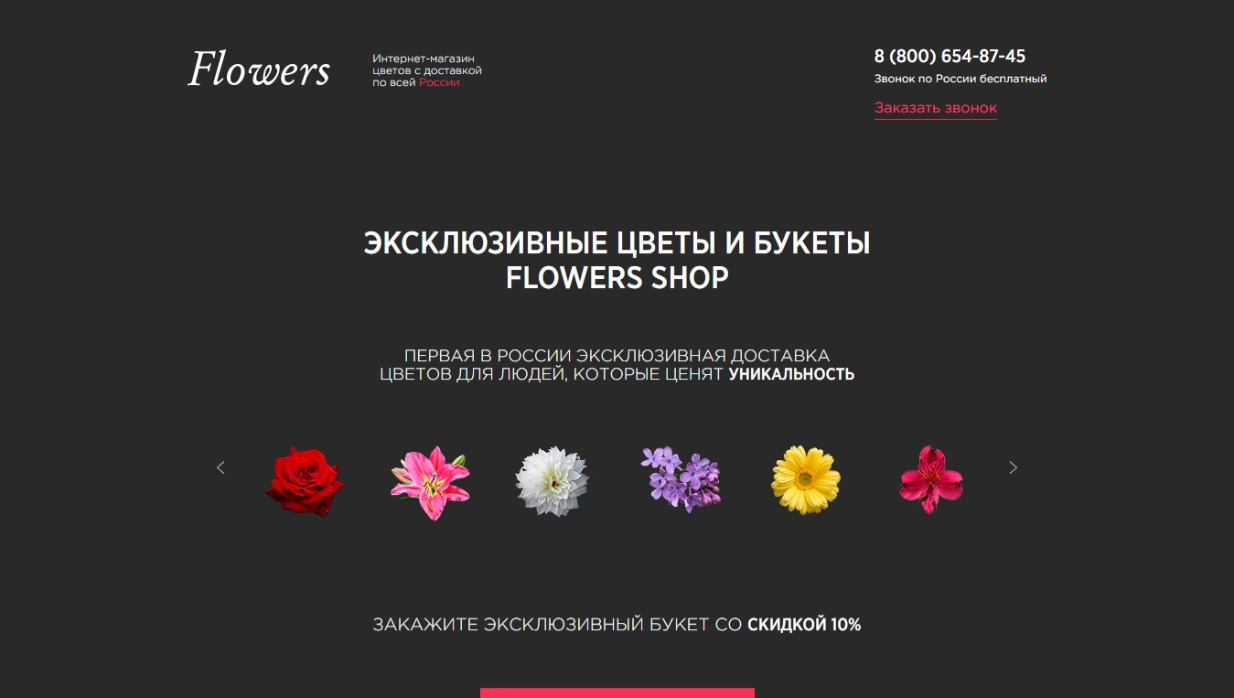 Flowers
Интернет-магазин
цветов с доставкой
по всей России
8 (800) 654-87-45
Звонок по России бесплатный
Заказать звонок
ЭКСКЛЮЗИВНЫЕ ЦВЕТЫ И БУКЕТЫ
FLOWERS SHOP
ПЕРВАЯ В РОССИИ ЭКСКЛЮЗИВНАЯ ДОСТАВКА
ЦВЕТОВ ДЛЯ ЛЮДЕЙ, КОТОРЫЕ ЦЕНЯТ УНИКАЛЬНОСТЬ
ЗАКАЖИТЕ ЭКСКЛЮЗИВНЫЙ БУКЕТ СО СКИДКОЙ 10%